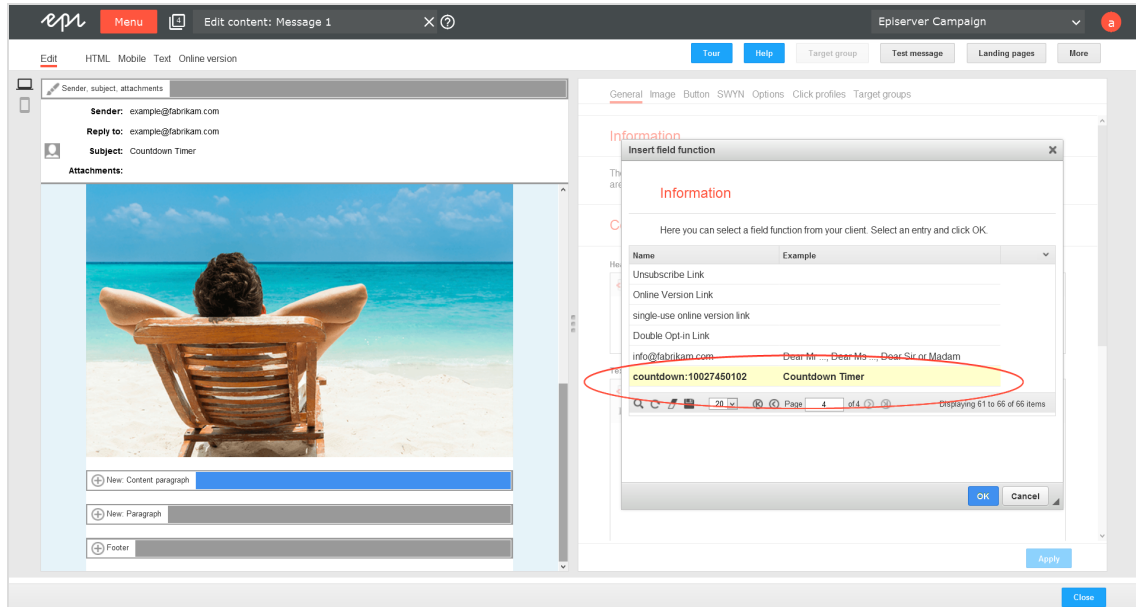 epi Menu 4 Edit content: Message 1 Episerver Campaign a
Edit HTML Mobile Text Online version Tour Help Target group Test message Landing pages More
Sender, subject, attachments
Sender: example@fabrikam.com
Reply to: example@fabrikam.com
Subject: Countdown Timer
Attachments:
New: Content paragraph
New: Paragraph
Footer
General Image Button SWYN Options Click profiles Target groups
Information
Insert field function
Information
Here you can select a field function from your client. Select an entry and click OK.
Name Example
Unsubscribe Link
Online Version Link
single-use online version link
Double Opt-in Link
info@fabrikam.com Dear Mr ..., Dear Ms ..., Dear Sir or Madam
countdown:10027450102 Countdown Timer
20 Page 4 of 4 Displaying 61 to 66 of 66 items
OK Cancel
Apply
Close